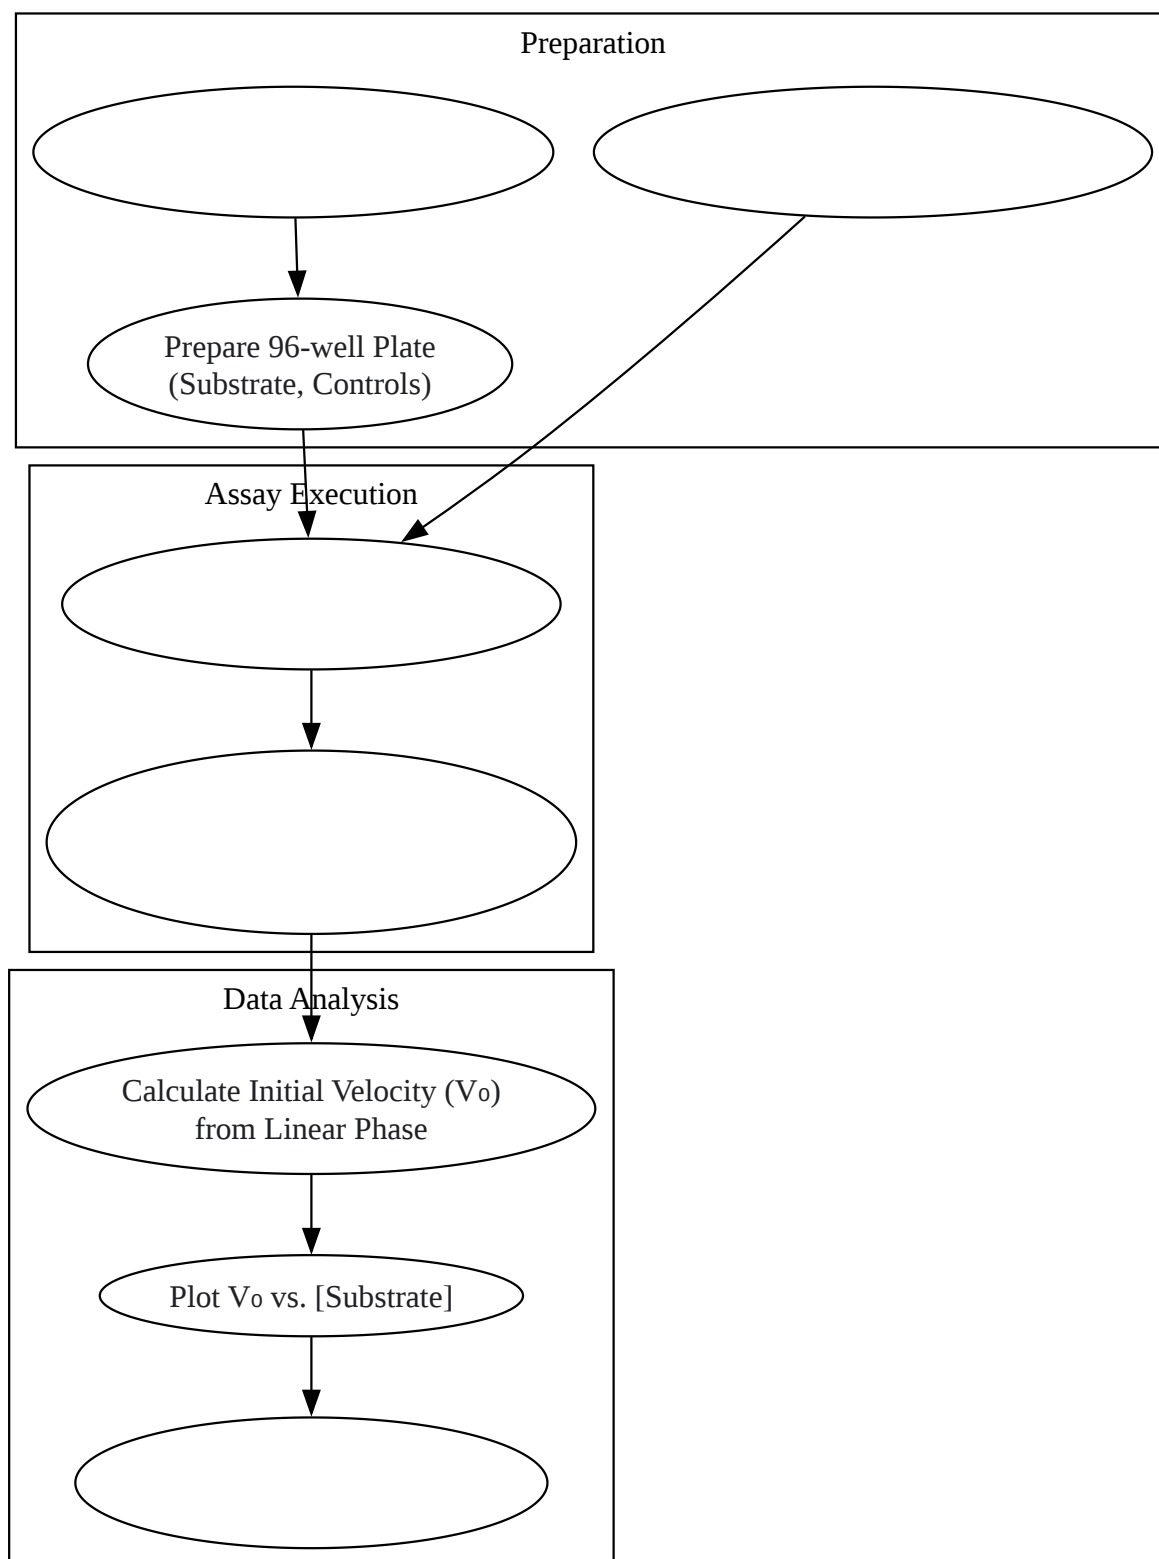 Preparation
Prepare 96-well Plate
(Substrate, Controls)
Assay Execution
Data Analysis
Calculate Initial Velocity (V₀)
from Linear Phase
Plot V₀ vs. [Substrate]